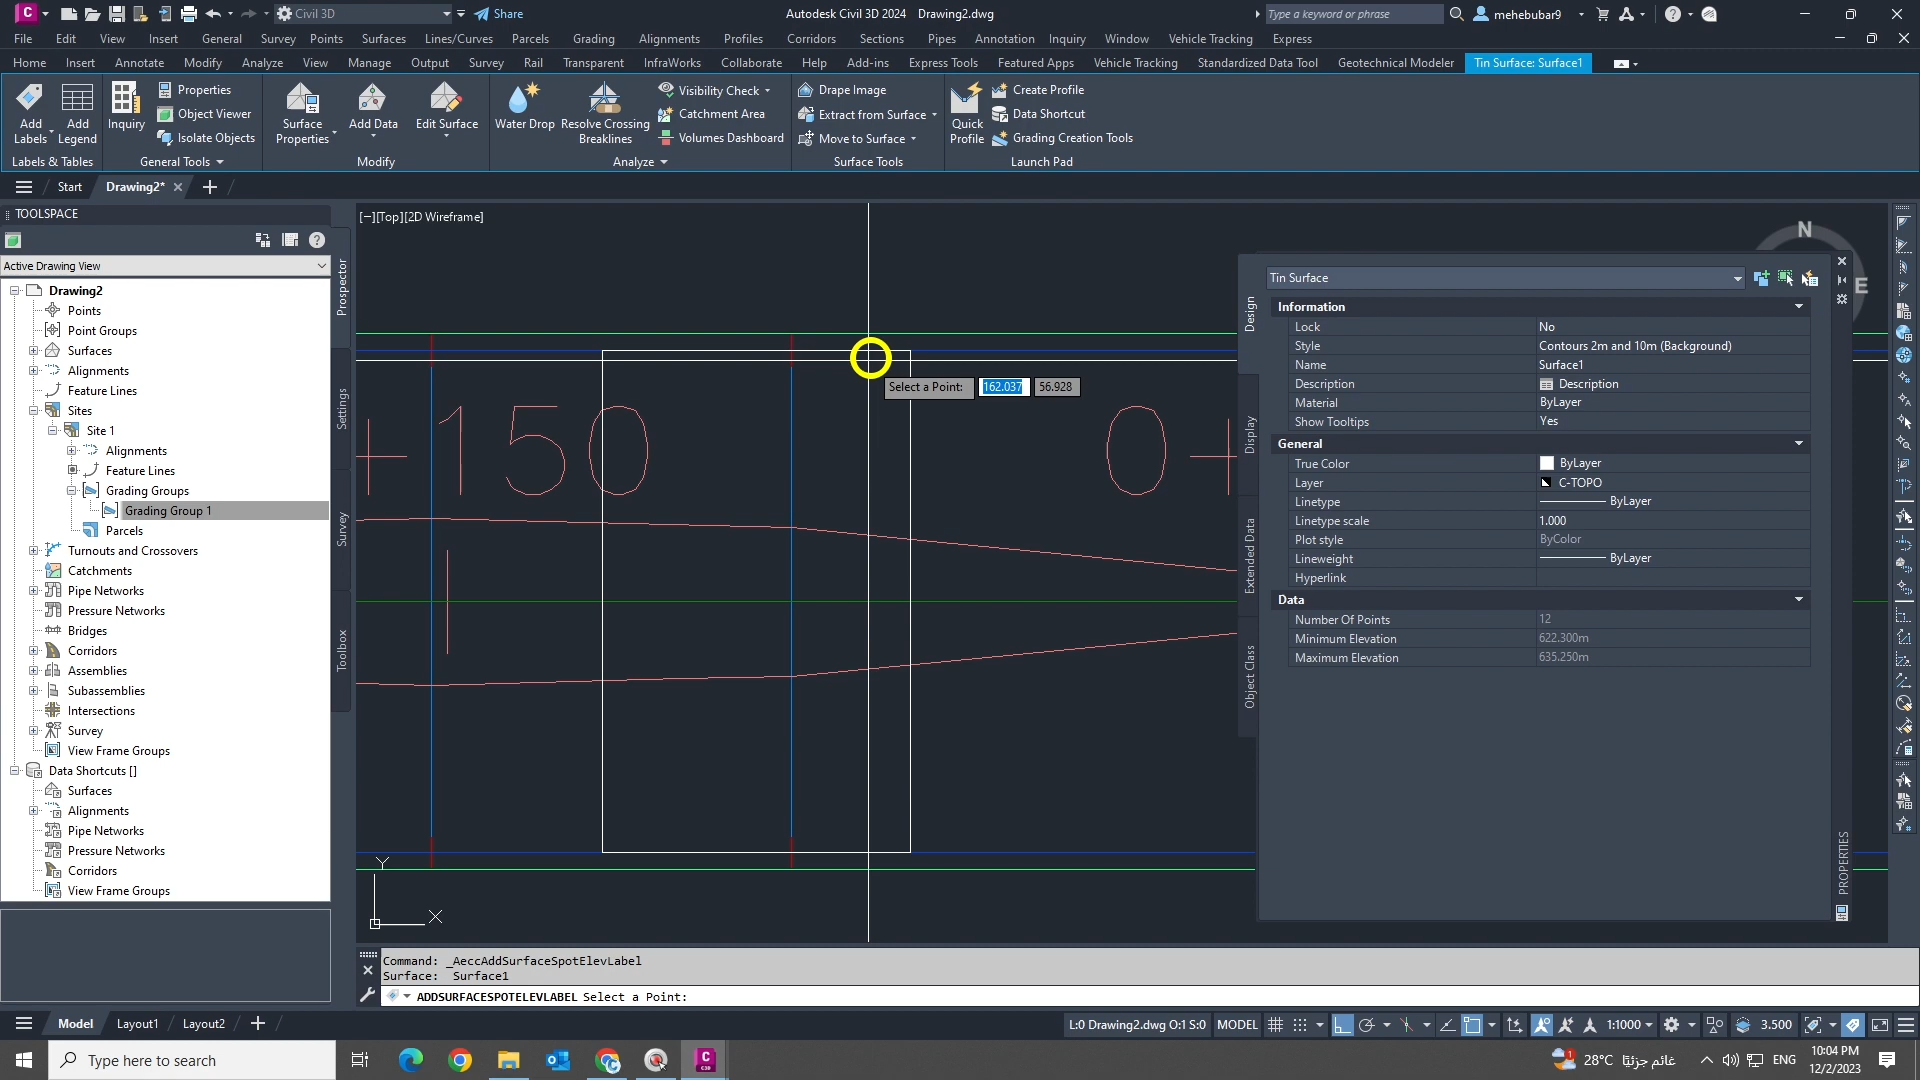 C
Civil 3D
Share
Autodesk Civil 3D 2024 Drawing2.dwg
Type a keyword or phrase
mehebubar9
File Edit View Insert General Survey Points Surfaces Lines/Curves Parcels Grading Alignments Profiles Corridors Sections Pipes Annotation Inquiry Window Vehicle Tracking Express
Home Insert Annotate Modify Analyze View Manage Output Survey Rail Transparent InfraWorks Collaborate Help Add-ins Express Tools Featured Apps Vehicle Tracking Standardized Data Tool Geotechnical Modeler Tin Surface: Surface1
Add Labels
Add Legend
Labels & Tables
Inquiry
Properties
Object Viewer
Isolate Objects
General Tools
Surface Properties
Add Data
Edit Surface
Modify
Water Drop
Resolve Crossing Breaklines
Visibility Check
Catchment Area
Volumes Dashboard
Analyze
Drape Image
Extract from Surface
Move to Surface
Surface Tools
Quick Profile
Create Profile
Data Shortcut
Grading Creation Tools
Launch Pad
Start
Drawing2*
TOOLSPACE
Active Drawing View
Drawing2
Points
Point Groups
Surfaces
Alignments
Feature Lines
Sites
Site 1
Alignments
Feature Lines
Grading Groups
Grading Group 1
Parcels
Turnouts and Crossovers
Catchments
Pipe Networks
Pressure Networks
Bridges
Corridors
Assemblies
Subassemblies
Intersections
Survey
View Frame Groups
Data Shortcuts []
Surfaces
Alignments
Pipe Networks
Pressure Networks
Corridors
View Frame Groups
Prospector
Settings
Survey
Toolbox
[−][Top][2D Wireframe]
N
E
Select a Point: 162.037 56.928
+150
0+
Y
X
Tin Surface
Design
Display
Extended Data
Object Class
PROPERTIES
Information
Lock No
Style Contours 2m and 10m (Background)
Name Surface1
Description Description
Material ByLayer
Show Tooltips Yes
General
True Color ByLayer
Layer C-TOPO
Linetype ByLayer
Linetype scale 1.000
Plot style ByColor
Lineweight ByLayer
Hyperlink
Data
Number Of Points 12
Minimum Elevation 622.300m
Maximum Elevation 635.250m
Command: _AeccAddSurfaceSpotElevLabel
Surface: Surface1
ADDSURFACESPOTELEVLABEL Select a Point:
Model Layout1 Layout2
L:0 Drawing2.dwg O:1 S:0 MODEL 1:1000 3.500
Type here to search
28°C غائم جزئيًا
ENG
10:04 PM
12/2/2023